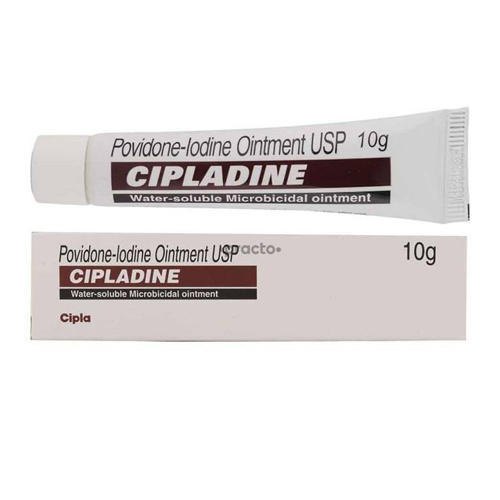 Povidone-Iodine Ointment USP 10g
CIPLADINE
Water-soluble Microbicidal ointment
Povidone-Iodine Ointment USP 10g
practo
CIPLADINE
Water-soluble Microbicidal ointment
Cipla